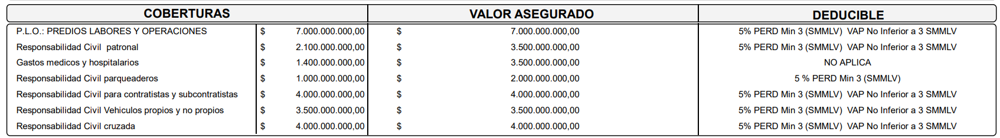 COBERTURAS VALOR ASEGURADO DEDUCIBLE
P.L.O.: PREDIOS LABORES Y OPERACIONES $ 7.000.000.000,00 $ 7.000.000.000,00 5% PERD Min 3 (SMMLV) VAP No Inferior a 3 SMMLV
Responsabilidad Civil patronal $ 2.100.000.000,00 $ 3.500.000.000,00 5% PERD Min 3 (SMMLV) VAP No Inferior a 3 SMMLV
Gastos medicos y hospitalarios $ 1.400.000.000,00 $ 3.500.000.000,00 NO APLICA
Responsabilidad Civil parqueaderos $ 1.000.000.000,00 $ 2.000.000.000,00 5 % PERD Min 3 (SMMLV)
Responsabilidad Civil para contratistas y subcontratistas $ 4.000.000.000,00 $ 4.000.000.000,00 5% PERD Min 3 (SMMLV) VAP No Inferior a 3 SMMLV
Responsabilidad Civil Vehiculos propios y no propios $ 3.500.000.000,00 $ 3.500.000.000,00 5% PERD Min 3 (SMMLV) VAP No Inferior a 3 SMMLV
Responsabilidad Civil cruzada $ 4.000.000.000,00 $ 4.000.000.000,00 5% PERD Min 3 (SMMLV) VAP No Inferior a 3 SMMLV